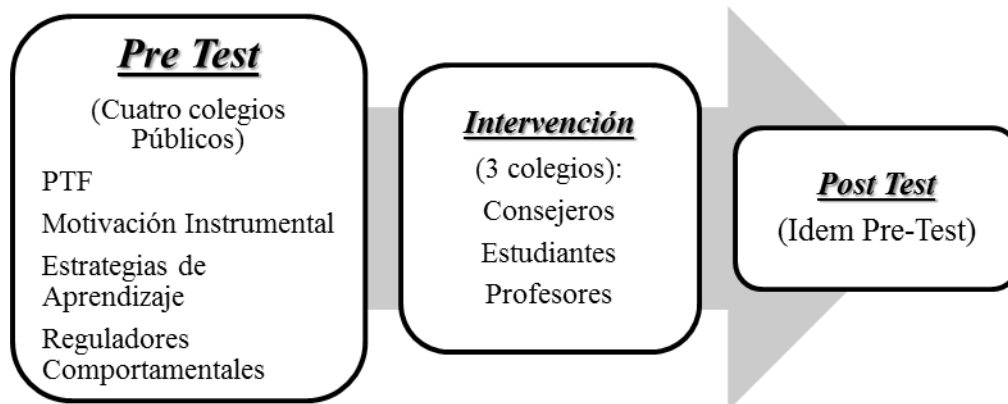 Pre Test
(Cuatro colegios
Públicos)
PTF
Motivación Instrumental
Estrategias de
Aprendizaje
Reguladores
Comportamentales
Intervención
(3 colegios):
Consejeros
Estudiantes
Profesores
Post Test
(Idem Pre-Test)